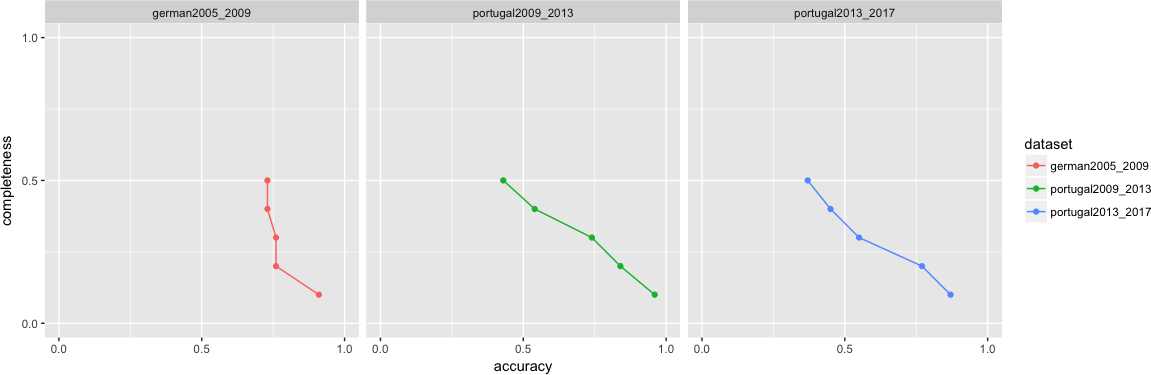 german2005_2009 portugal2009_2013 portugal2013_2017
1.0
0.5
0.0
completeness
0.0 0.5 1.0 0.0 0.5 1.0 0.0 0.5 1.0
accuracy
dataset
german2005_2009
portugal2009_2013
portugal2013_2017